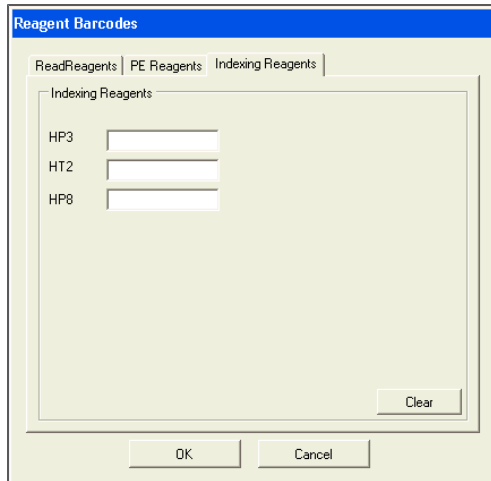 Reagent Barcodes
ReadReagents PE Reagents Indexing Reagents
Indexing Reagents
HP3
HT2
HP8
Clear
OK Cancel